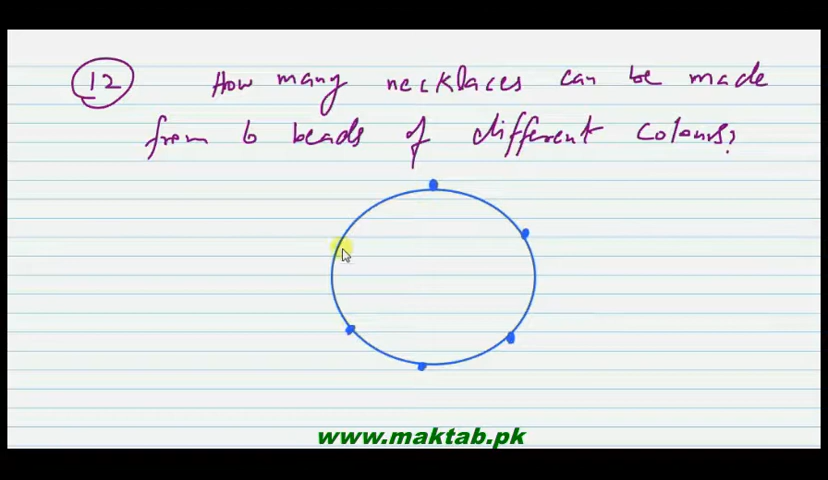 12 How many necklaces can be made
from 6 beads of different colours?
www.maktab.pk